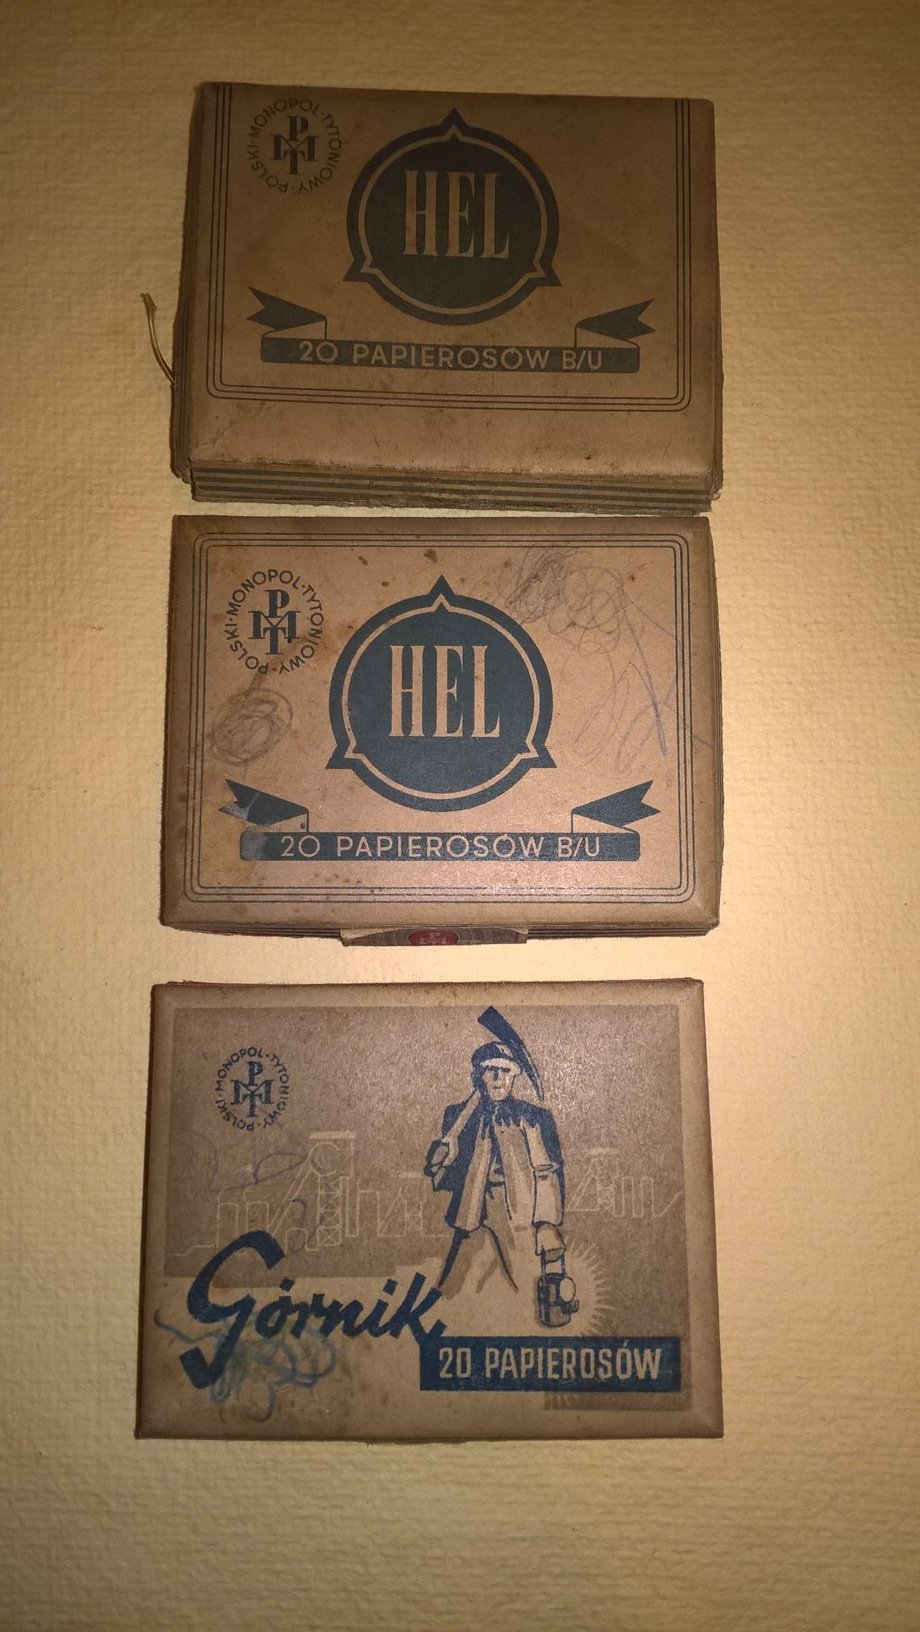 POLSKI·MONOPOL·TYTONIOWY·
PMT
HEL
20 PAPIEROSÓW B/U
POLSKI·MONOPOL·TYTONIOWY·
PMT
HEL
20 PAPIEROSÓW B/U
POLSKI·MONOPOL·TYTONIOWY·
PMT
Górnik
20 PAPIEROSÓW